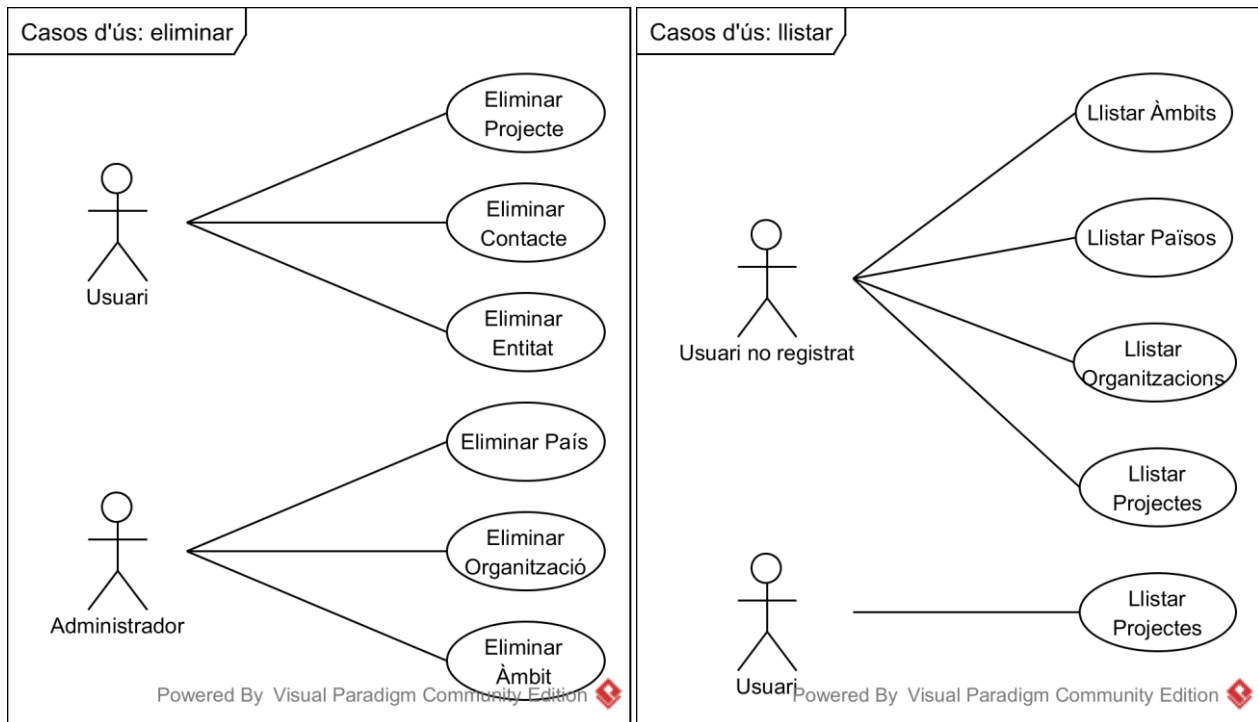 Casos d'ús: eliminar
Eliminar
Projecte
Eliminar
Contacte
Usuari
Eliminar
Entitat
Eliminar País
Eliminar
Organització
Administrador
Eliminar
Àmbit
Powered By Visual Paradigm Community Edition
Casos d'ús: llistar
Llistar Àmbits
Llistar Països
Usuari no registrat
Llistar
Organitzacions
Llistar
Projectes
Llistar
Projectes
Usuari
Powered By Visual Paradigm Community Edition